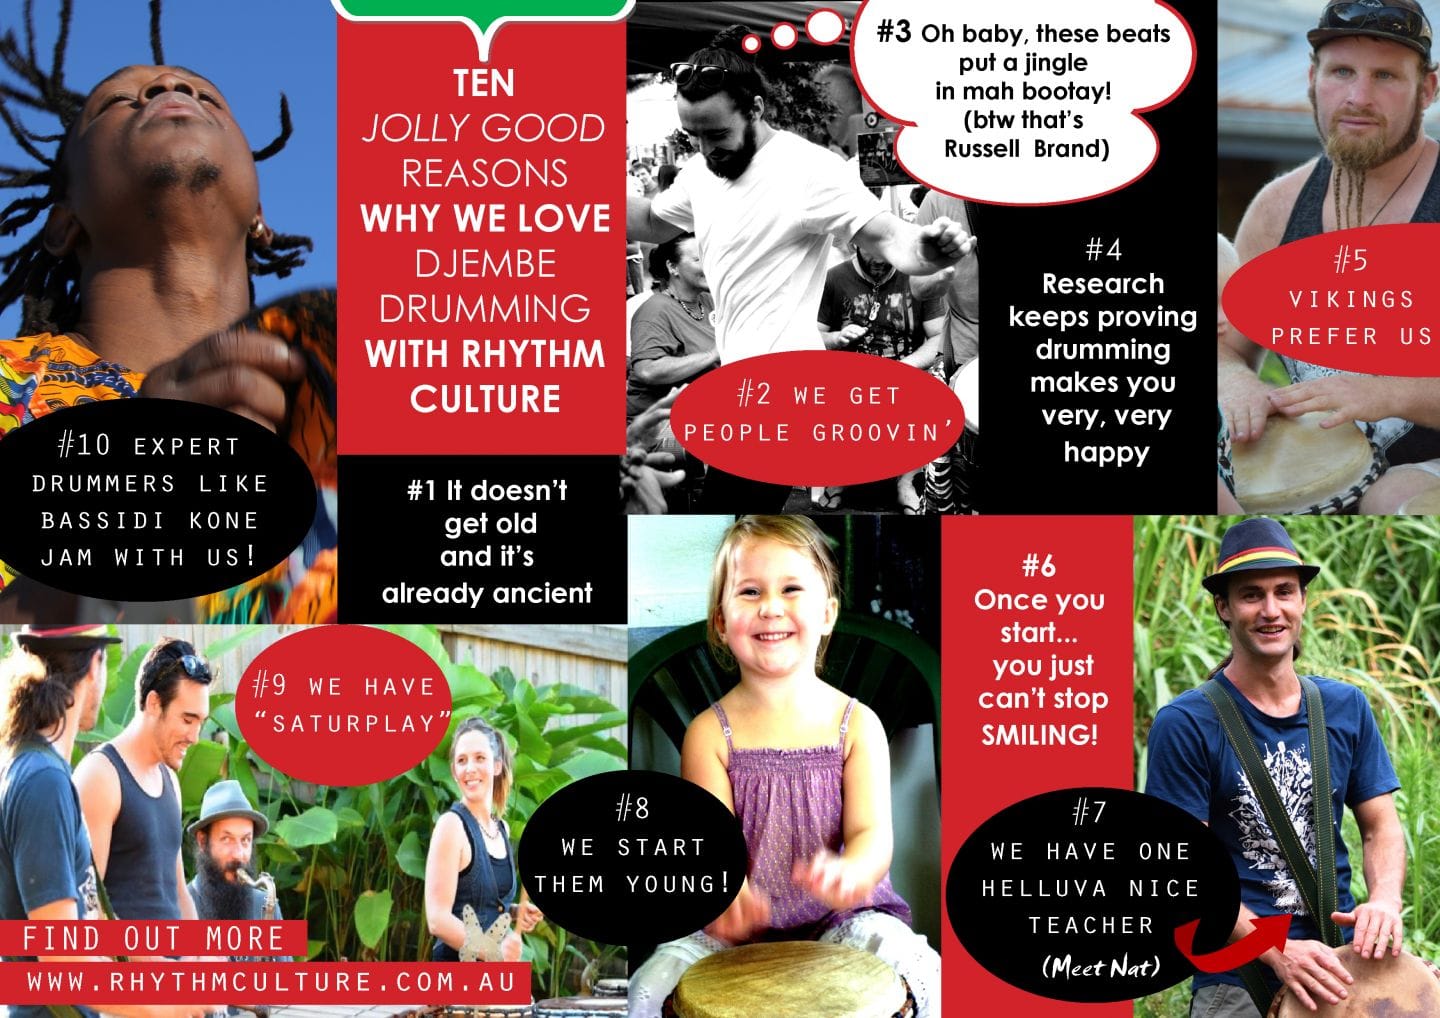 TEN
JOLLY GOOD
REASONS
WHY WE LOVE
DJEMBE
DRUMMING
WITH RHYTHM
CULTURE
#1 It doesn't
get old
and it's
already ancient
#2 WE GET
PEOPLE GROOVIN'
#3 Oh baby, these beats
put a jingle
in mah bootay!
(btw that's
Russell Brand)
#4
Research
keeps proving
drumming
makes you
very, very
happy
#5
VIKINGS
PREFER US
#6
Once you
start...
you just
can't stop
SMILING!
#7
WE HAVE ONE
HELLUVA NICE
TEACHER
(Meet Nat)
#8
WE START
THEM YOUNG!
#9 WE HAVE
"SATURPLAY"
#10 EXPERT
DRUMMERS LIKE
BASSIDI KONE
JAM WITH US!
FIND OUT MORE
WWW.RHYTHMCULTURE.COM.AU